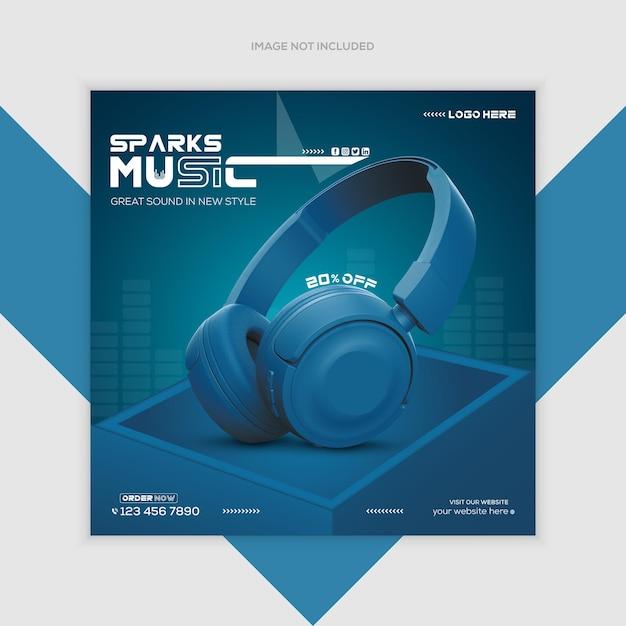 IMAGE NOT INCLUDED
<<<<<< LOGO HERE
SPARKS
>>>>>>
MUSIC
GREAT SOUND IN NEW STYLE
20% OFF
ORDER NOW
123 456 7890
>>>>>>>>>>
<<<<<<<<<<
VISIT OUR WEBSITE
your website here